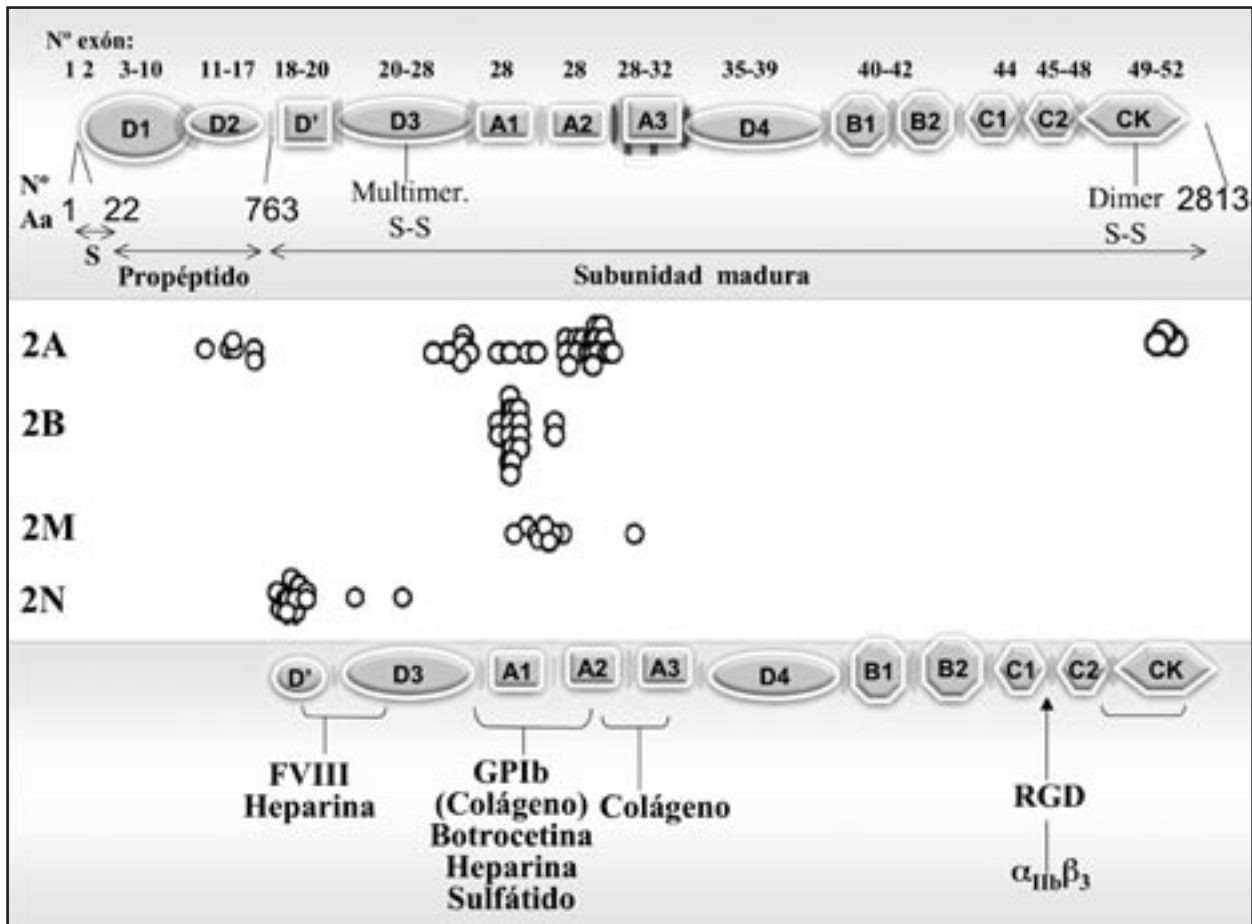 Nº exón:
1 2 3-10 11-17 18-20 20-28 28 28 28-32 35-39 40-42 44 45-48 49-52
D1 D2 D' D3 A1 A2 A3 D4 B1 B2 C1 C2 CK
Nº
Aa 1 22 763 Multimer. Dimer 2813
S-S S-S
S
Propéptido Subunidad madura
2A
2B
2M
2N
D' D3 A1 A2 A3 D4 B1 B2 C1 C2 CK
FVIII
Heparina
GPIb
(Colágeno)
Botrocetina
Heparina
Sulfátido
Colágeno
RGD
αIIbβ3